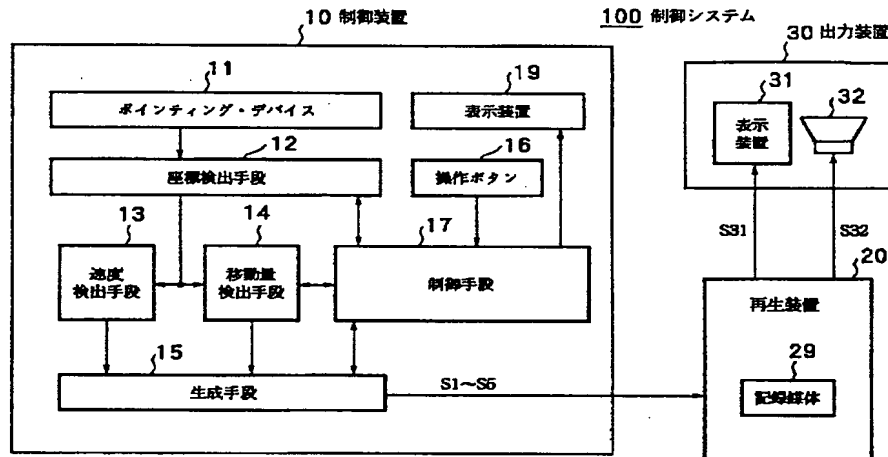 10 制御装置
100 制御システム
30 出力装置
11
ポインティング・デバイス
19
表示装置
31
表示
装置
32
12
座標検出手段
16
操作ボタン
13
速度
検出手段
14
移動量
検出手段
17
制御手段
S31
S32
20
再生装置
15
生成手段
S1～S5
29
記録媒体